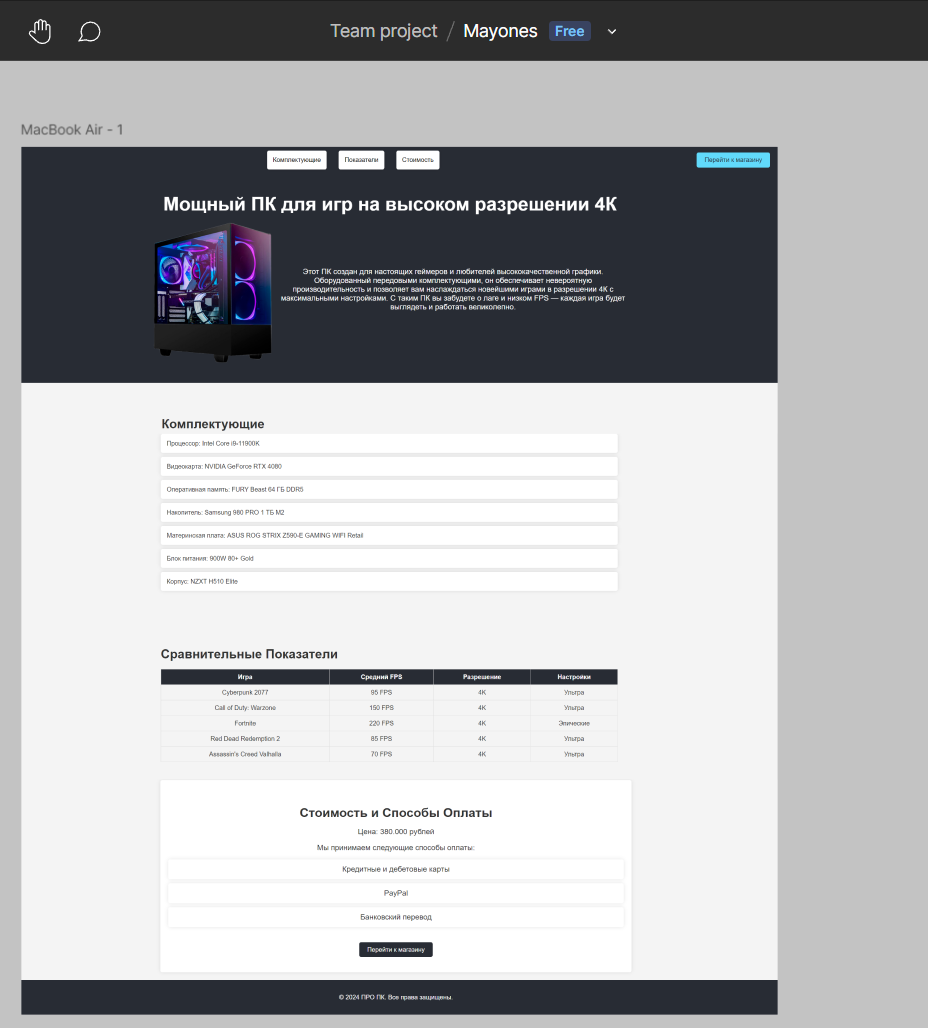 Team project / Mayones Free
MacBook Air - 1
Комплектующие Показатели Стоимость Перейти к магазину
Мощный ПК для игр на высоком разрешении 4К
Этот ПК создан для настоящих геймеров и любителей высококачественной графики.
Оборудованный передовыми комплектующими, он обеспечивает невероятную
производительность и позволяет вам наслаждаться новейшими играми в разрешении 4К с
максимальными настройками. С таким ПК вы забудете о лаге и низком FPS — каждая игра будет
выглядеть и работать великолепно.
Комплектующие
Процессор: Intel Core i9-11900K
Видеокарта: NVIDIA GeForce RTX 4080
Оперативная память: FURY Beast 64 ГБ DDR5
Накопитель: Samsung 980 PRO 1 ТБ M2
Материнская плата: ASUS ROG STRIX Z590-E GAMING WIFI Retail
Блок питания: 900W 80+ Gold
Корпус: NZXT H510 Elite
Сравнительные Показатели
Игра Средний FPS Разрешение Настройки
Cyberpunk 2077 95 FPS 4K Ультра
Call of Duty: Warzone 150 FPS 4K Ультра
Fortnite 220 FPS 4K Эпические
Red Dead Redemption 2 85 FPS 4K Ультра
Assassin's Creed Valhalla 70 FPS 4K Ультра
Стоимость и Способы Оплаты
Цена: 380.000 рублей
Мы принимаем следующие способы оплаты:
Кредитные и дебетовые карты
PayPal
Банковский перевод
Перейти к магазину
© 2024 ПРО ПК. Все права защищены.